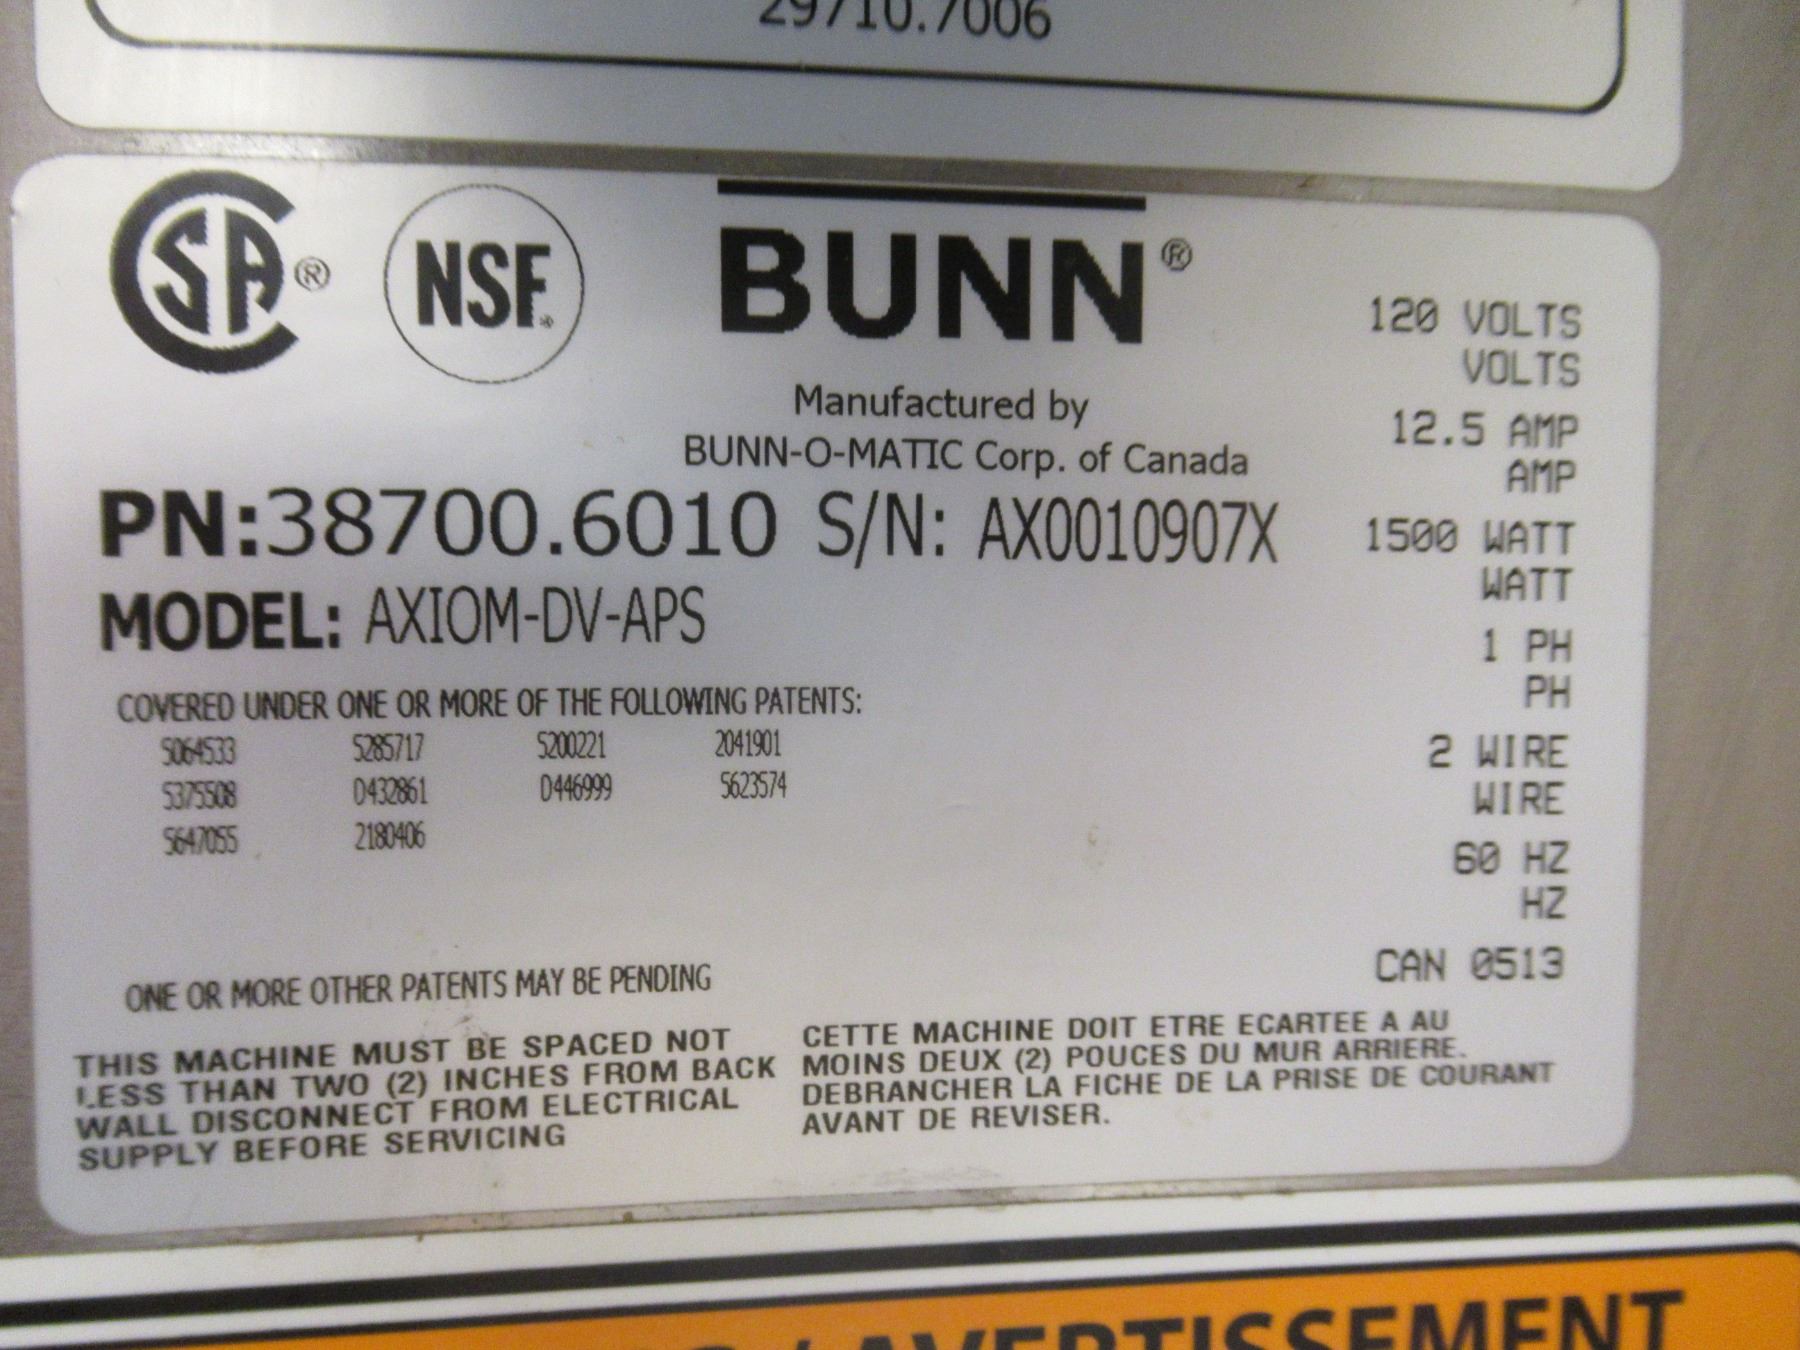 29710.7006
CSA ® NSF. BUNN®
Manufactured by
BUNN-O-MATIC Corp. of Canada
PN:38700.6010 S/N: AX0010907X
MODEL: AXIOM-DV-APS
COVERED UNDER ONE OR MORE OF THE FOLLOWING PATENTS:
5064533 5285717 5200221 2041901
5375508 D432861 D446999 5623574
5647055 2180406
ONE OR MORE OTHER PATENTS MAY BE PENDING
120 VOLTS
VOLTS
12.5 AMP
AMP
1500 WATT
WATT
1 PH
PH
2 WIRE
WIRE
60 HZ
HZ
CAN 0513
THIS MACHINE MUST BE SPACED NOT
LESS THAN TWO (2) INCHES FROM BACK
WALL DISCONNECT FROM ELECTRICAL
SUPPLY BEFORE SERVICING
CETTE MACHINE DOIT ETRE ECARTEE A AU
MOINS DEUX (2) POUCES DU MUR ARRIERE.
DEBRANCHER LA FICHE DE LA PRISE DE COURANT
AVANT DE REVISER.
/ AVERTISSEMENT